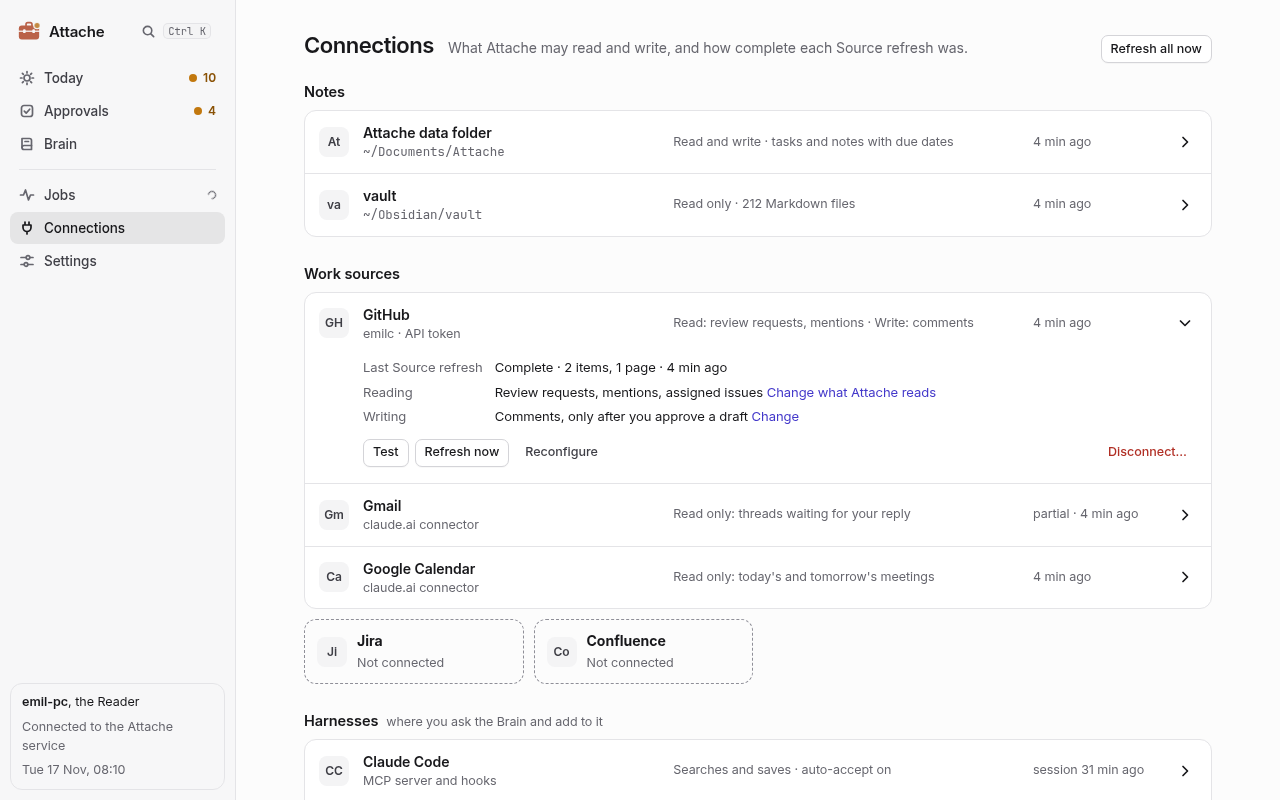 Attache
Ctrl K
Today
10
Approvals
4
Brain
Jobs
Connections
Settings
emil-pc, the Reader
Connected to the Attache
service
Tue 17 Nov, 08:10
Connections
What Attache may read and write, and how complete each Source refresh was.
Refresh all now
Notes
At
Attache data folder
~/Documents/Attache
Read and write · tasks and notes with due dates
4 min ago
va
vault
~/Obsidian/vault
Read only · 212 Markdown files
4 min ago
Work sources
GH
GitHub
emilc · API token
Read: review requests, mentions · Write: comments
4 min ago
Last Source refresh
Complete · 2 items, 1 page · 4 min ago
Reading
Review requests, mentions, assigned issues Change what Attache reads
Writing
Comments, only after you approve a draft Change
Test
Refresh now
Reconfigure
Disconnect...
Gm
Gmail
claude.ai connector
Read only: threads waiting for your reply
partial · 4 min ago
Ca
Google Calendar
claude.ai connector
Read only: today's and tomorrow's meetings
4 min ago
Ji
Jira
Not connected
Co
Confluence
Not connected
Harnesses
where you ask the Brain and add to it
CC
Claude Code
MCP server and hooks
Searches and saves · auto-accept on
session 31 min ago